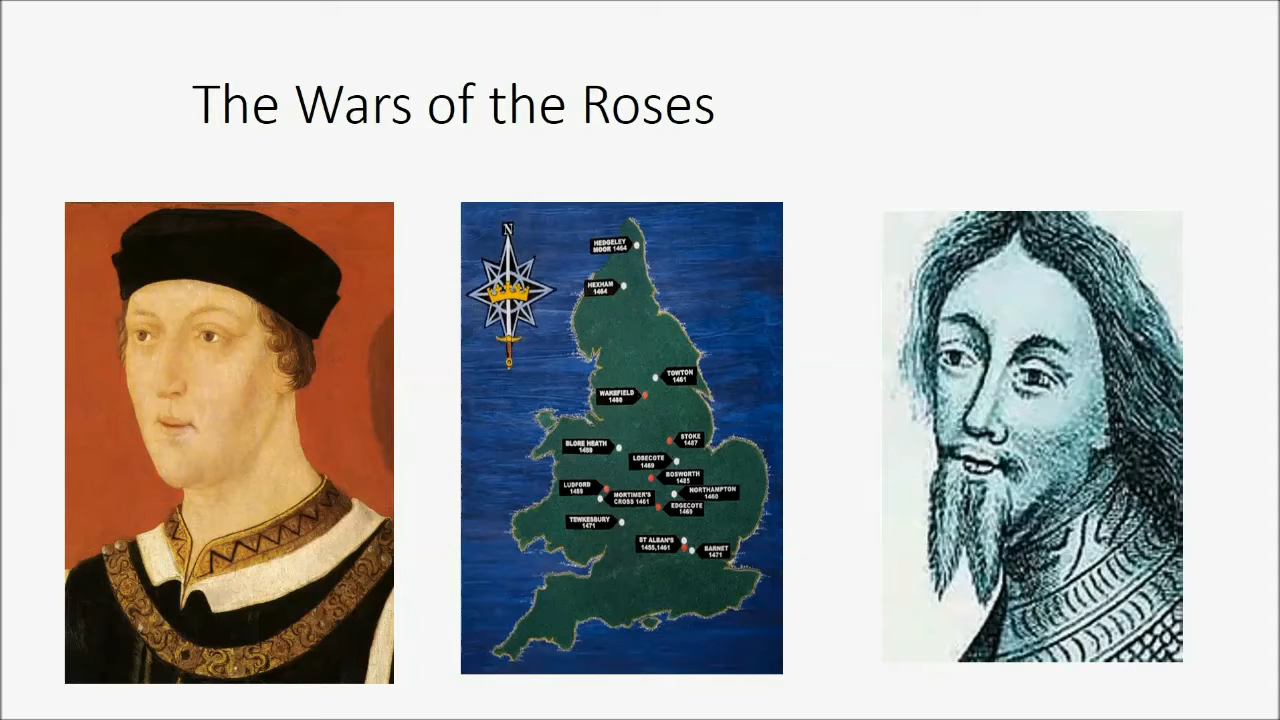 The Wars of the Roses
N
HEDGELEY
MOOR 1464
HEXHAM
1464
TOWTON
1461
WAKEFIELD
1460
STOKE
1487
BLORE HEATH
1459
LOSECOTE
1469
BOSWORTH
1485
LUDFORD
1459
NORTHAMPTON
1460
MORTIMER'S
CROSS 1461
EDGECOTE
1469
TEWKESBURY
1471
ST ALBAN'S
1455,1461
BARNET
1471